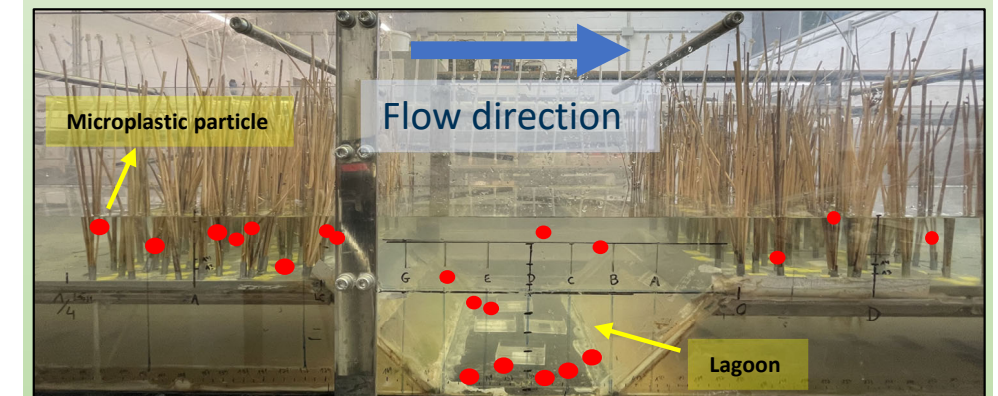 Flow direction
Microplastic particle
G E D C B A
A
O
D
Lagoon